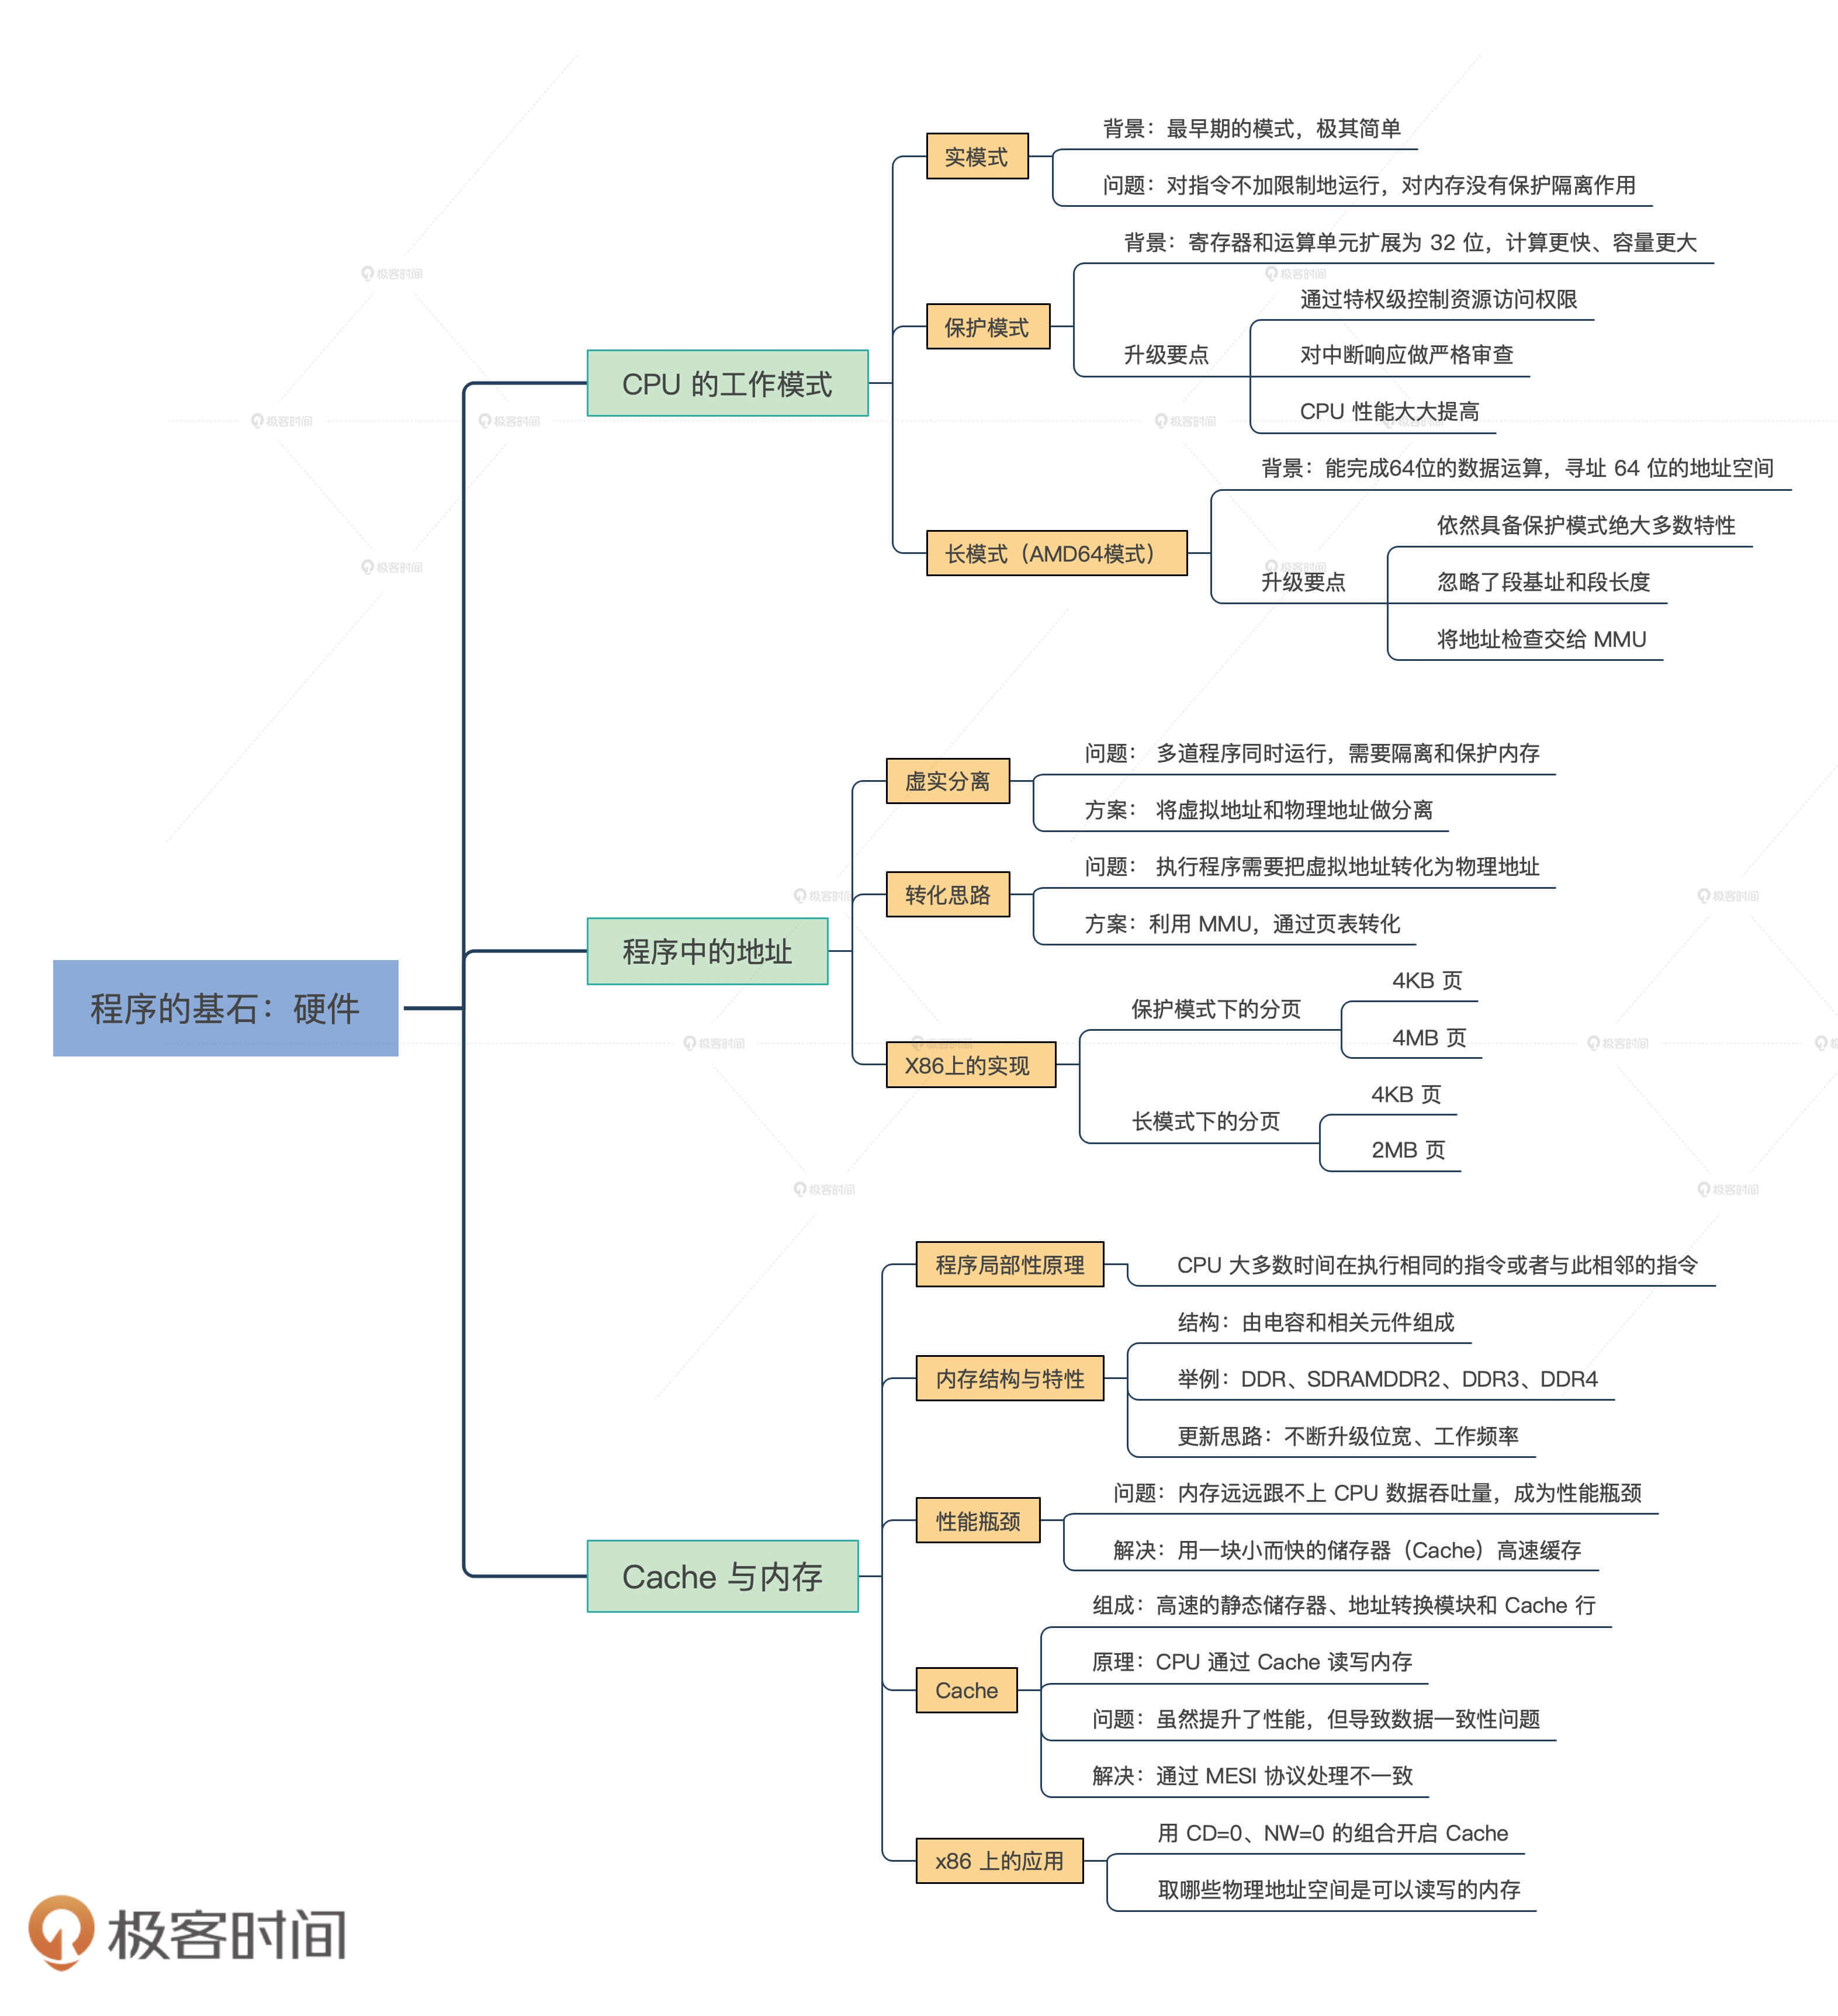 程序的基石：硬件
CPU 的工作模式
实模式
背景：最早期的模式，极其简单
问题：对指令不加限制地运行，对内存没有保护隔离作用
保护模式
背景：寄存器和运算单元扩展为 32 位，计算更快、容量更大
升级要点
通过特权级控制资源访问权限
对中断响应做严格审查
CPU 性能大大提高
长模式（AMD64模式）
背景：能完成64位的数据运算，寻址 64 位的地址空间
升级要点
依然具备保护模式绝大多数特性
忽略了段基址和段长度
将地址检查交给 MMU
程序中的地址
虚实分离
问题： 多道程序同时运行，需要隔离和保护内存
方案： 将虚拟地址和物理地址做分离
转化思路
问题： 执行程序需要把虚拟地址转化为物理地址
方案：利用 MMU，通过页表转化
X86上的实现
保护模式下的分页
4KB 页
4MB 页
长模式下的分页
4KB 页
2MB 页
Cache 与内存
程序局部性原理
CPU 大多数时间在执行相同的指令或者与此相邻的指令
内存结构与特性
结构：由电容和相关元件组成
举例：DDR、SDRAMDDR2、DDR3、DDR4
更新思路：不断升级位宽、工作频率
性能瓶颈
问题：内存远远跟不上 CPU 数据吞吐量，成为性能瓶颈
解决：用一块小而快的储存器（Cache）高速缓存
Cache
组成：高速的静态储存器、地址转换模块和 Cache 行
原理：CPU 通过 Cache 读写内存
问题：虽然提升了性能，但导致数据一致性问题
解决：通过 MESI 协议处理不一致
x86 上的应用
用 CD=0、NW=0 的组合开启 Cache
取哪些物理地址空间是可以读写的内存
极客时间